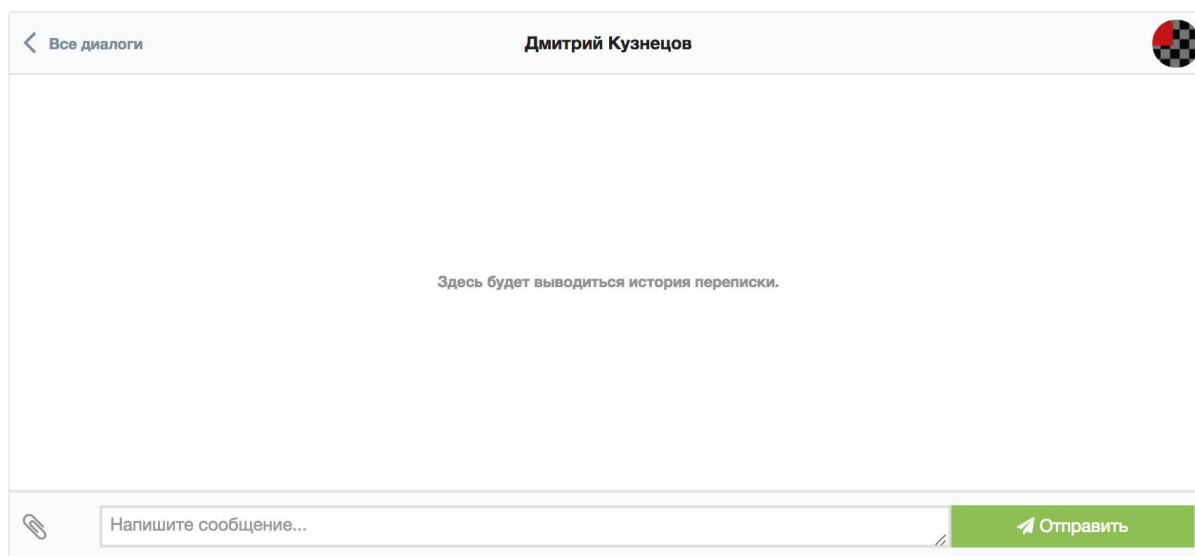 Все диалоги
Дмитрий Кузнецов
Здесь будет выводиться история переписки.
Напишите сообщение...
Отправить